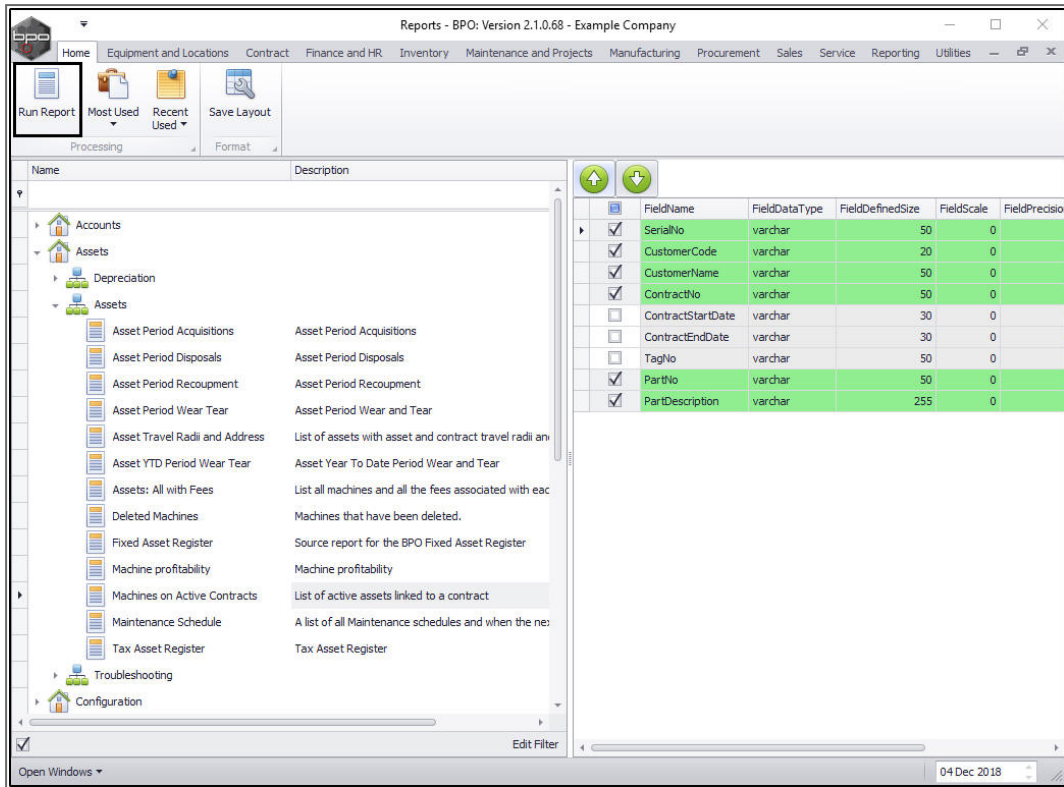 Reports - BPO: Version 2.1.0.68 - Example Company
bpo
Home Equipment and Locations Contract Finance and HR Inventory Maintenance and Projects Manufacturing Procurement Sales Service Reporting Utilities
Run Report Most Used Recent Used Save Layout
Processing Format
Name Description
FieldName FieldDataType FieldDefinedSize FieldScale FieldPrecisio
Accounts
Assets
Depreciation
Assets
Asset Period Acquisitions Asset Period Acquisitions
Asset Period Disposals Asset Period Disposals
Asset Period Recoupment Asset Period Recoupment
Asset Period Wear Tear Asset Period Wear and Tear
Asset Travel Radii and Address List of assets with asset and contract travel radii an
Asset YTD Period Wear Tear Asset Year To Date Period Wear and Tear
Assets: All with Fees List all machines and all the fees associated with eac
Deleted Machines Machines that have been deleted.
Fixed Asset Register Source report for the BPO Fixed Asset Register
Machine profitability Machine profitability
Machines on Active Contracts List of active assets linked to a contract
Maintenance Schedule A list of all Maintenance schedules and when the nex
Tax Asset Register Tax Asset Register
Troubleshooting
Configuration
SerialNo varchar 50 0
CustomerCode varchar 20 0
CustomerName varchar 50 0
ContractNo varchar 50 0
ContractStartDate varchar 30 0
ContractEndDate varchar 30 0
TagNo varchar 50 0
PartNo varchar 50 0
PartDescription varchar 255 0
Edit Filter
Open Windows 04 Dec 2018